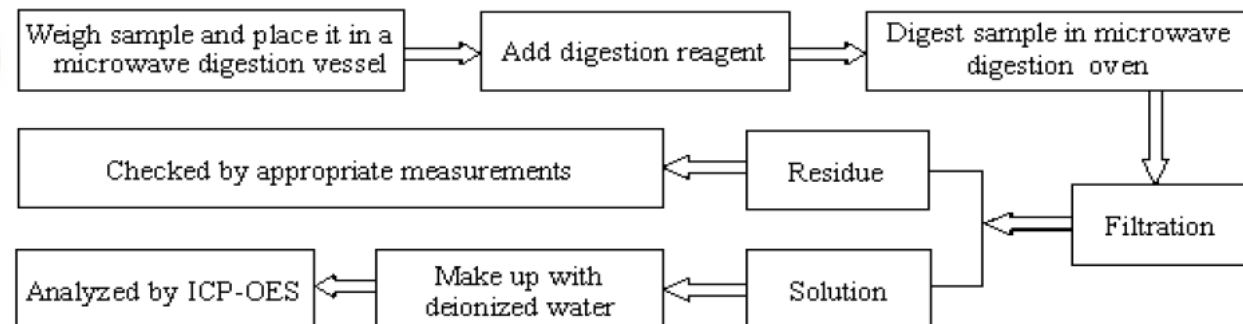 Weigh sample and place it in a
microwave digestion vessel
Add digestion reagent
Digest sample in microwave
digestion oven
Filtration
Residue
Checked by appropriate measurements
Solution
Make up with
deionized water
Analyzed by ICP-OES